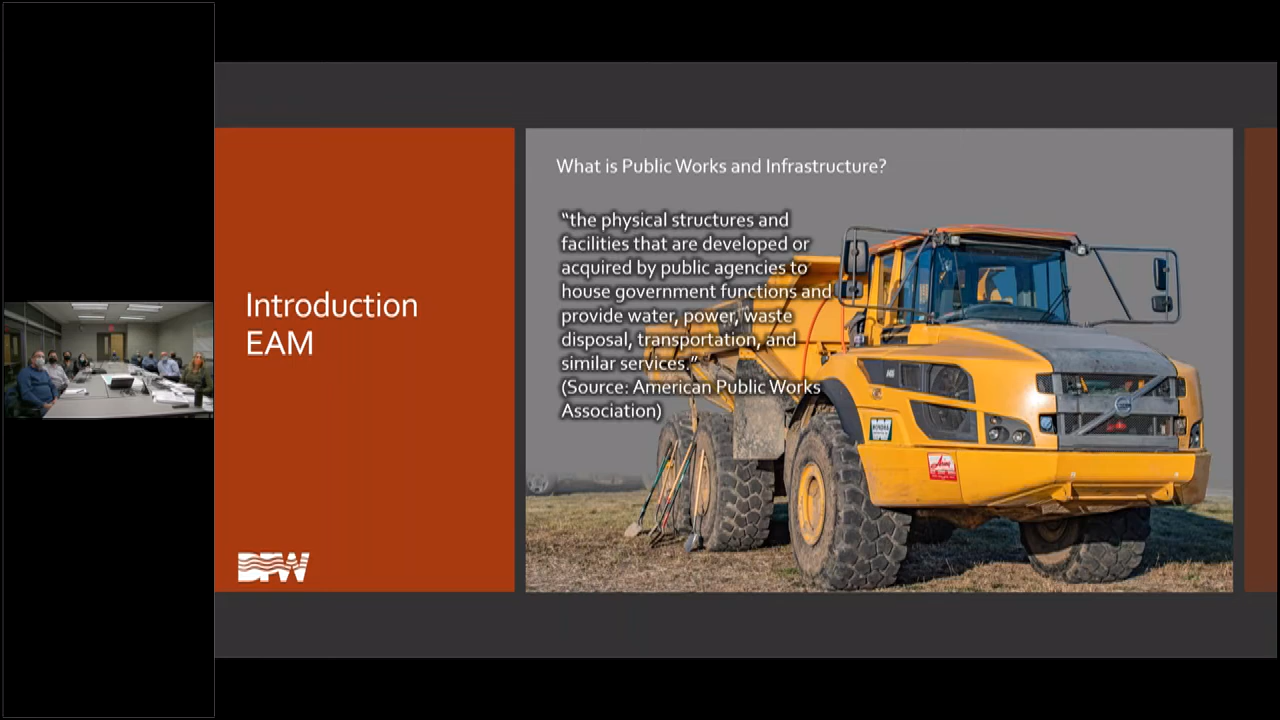 Introduction
EAM
DPW
What is Public Works and Infrastructure?
“the physical structures and
facilities that are developed or
acquired by public agencies to
house government functions and
provide water, power, waste
disposal, transportation, and
similar services.”
(Source: American Public Works
Association)